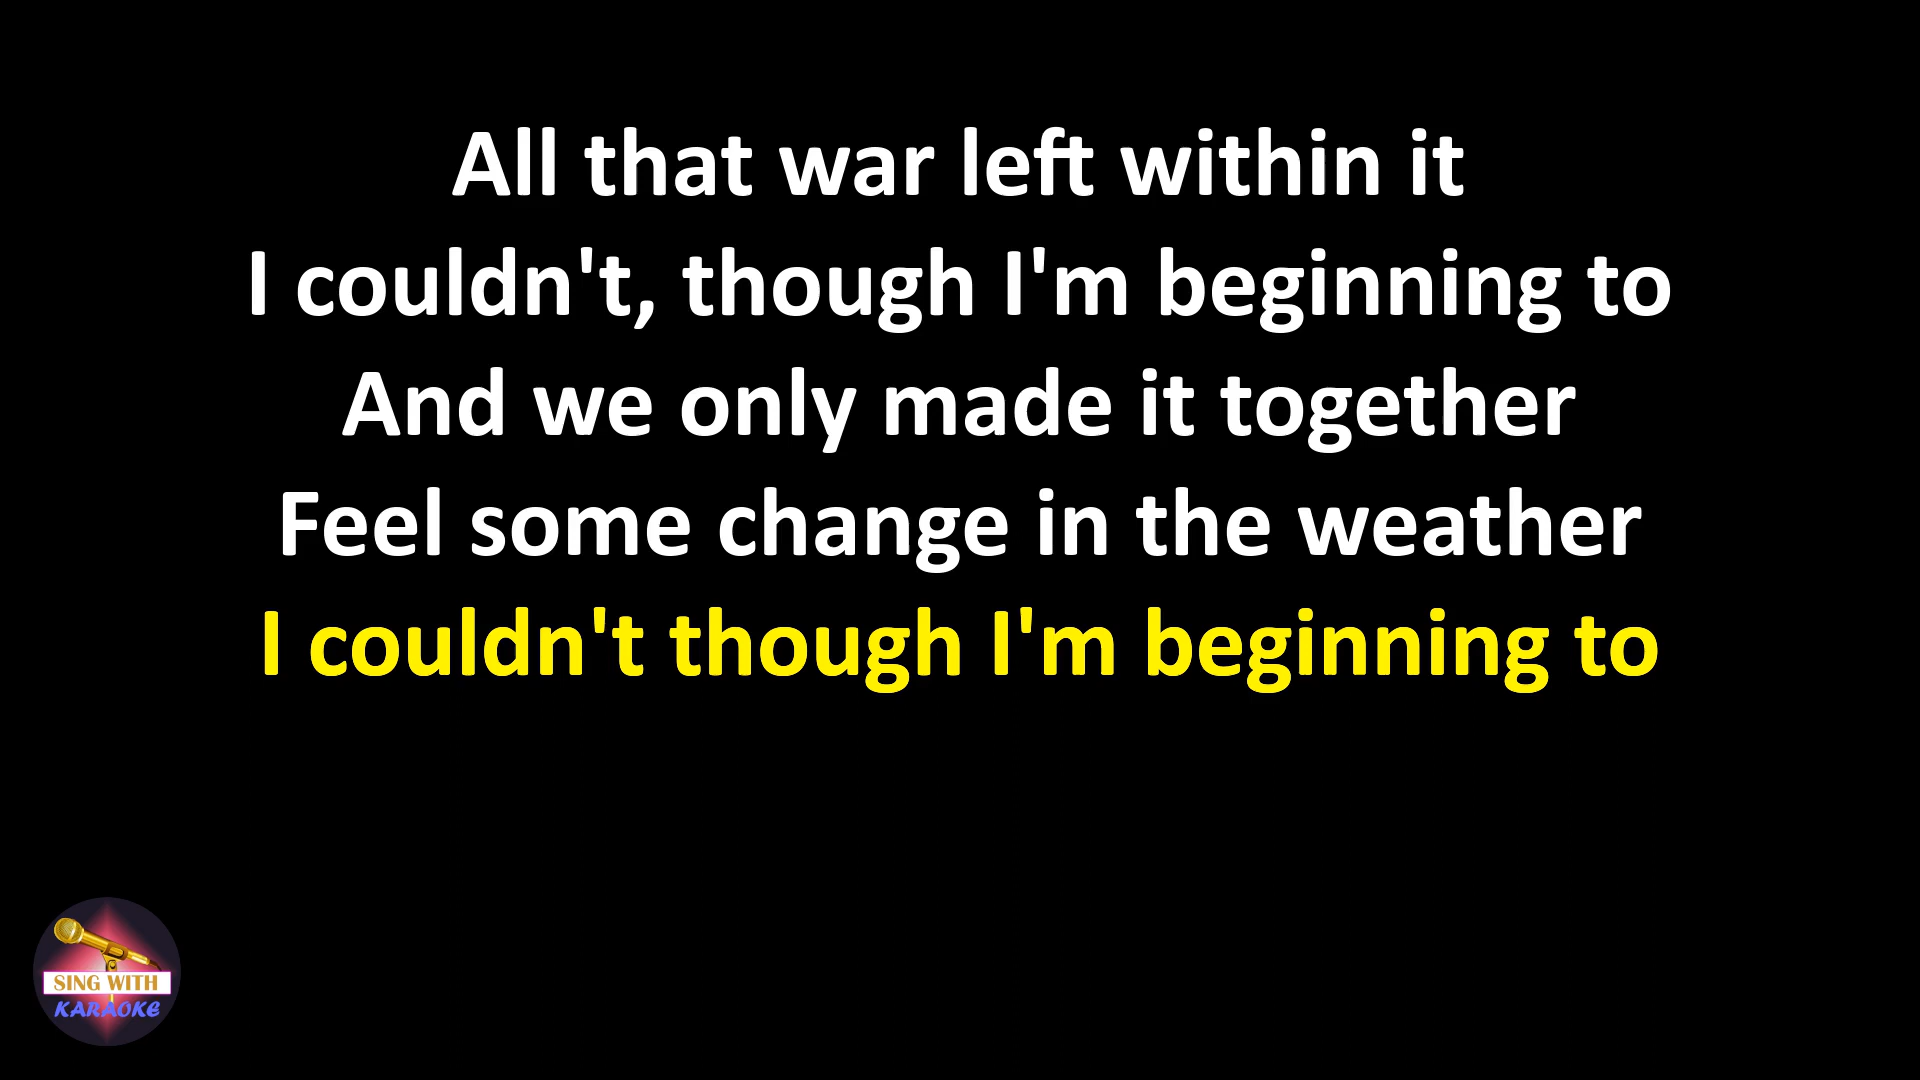 All that war left within it
I couldn't, though I'm beginning to
And we only made it together
Feel some change in the weather
I couldn't though I'm beginning to
SING WITH
KARAOKE